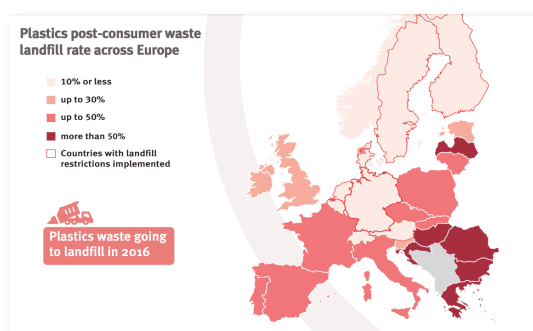 Plastics post-consumer waste
landfill rate across Europe
10% or less
up to 30%
up to 50%
more than 50%
Countries with landfill
restrictions implemented
Plastics waste going
to landfill in 2016